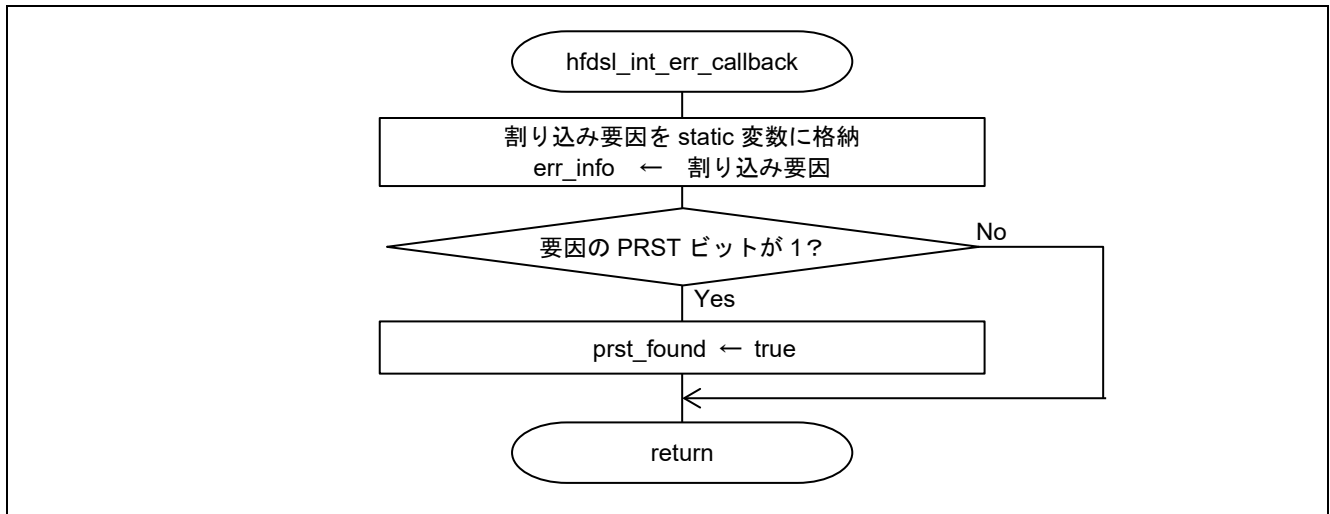 hfdsl_int_err_callback
割り込み要因を static 変数に格納
err_info ← 割り込み要因
要因の PRST ビットが 1？
No
Yes
prst_found ← true
return